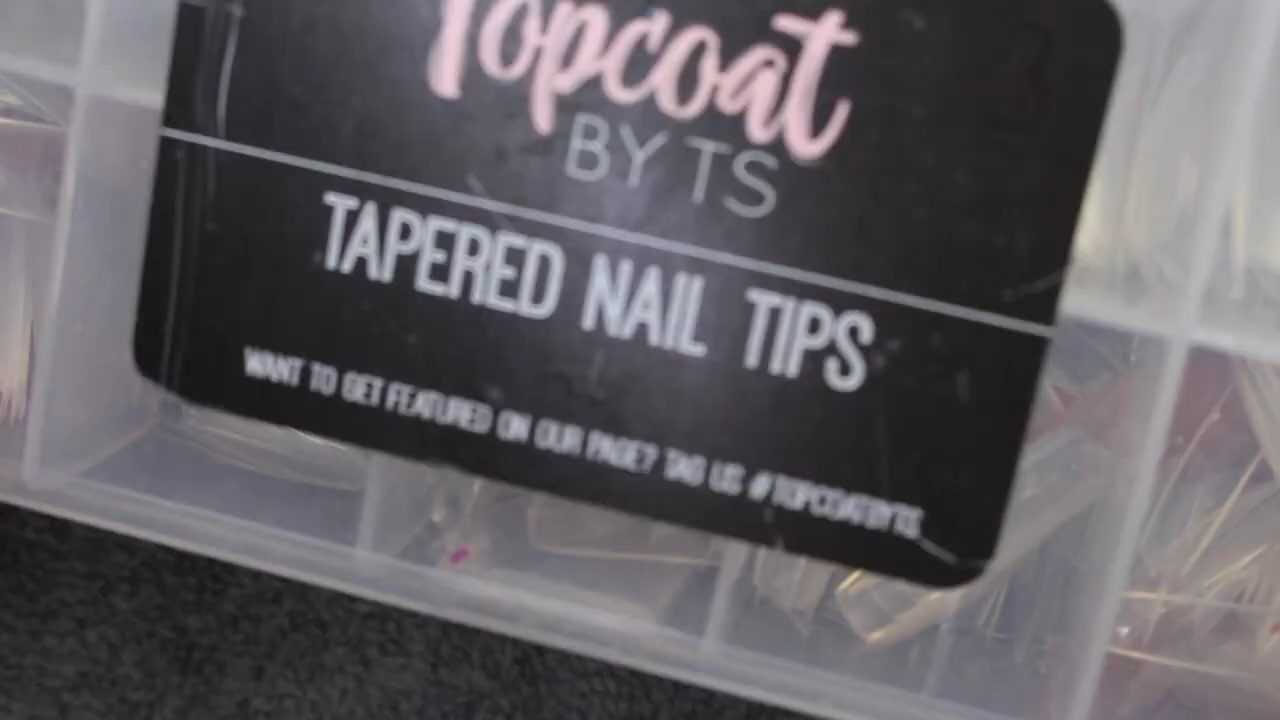 Topcoat
BY TS
TAPERED NAIL TIPS
WANT TO GET FEATURED ON OUR PAGE? TAG US #TOPCOATBYTS